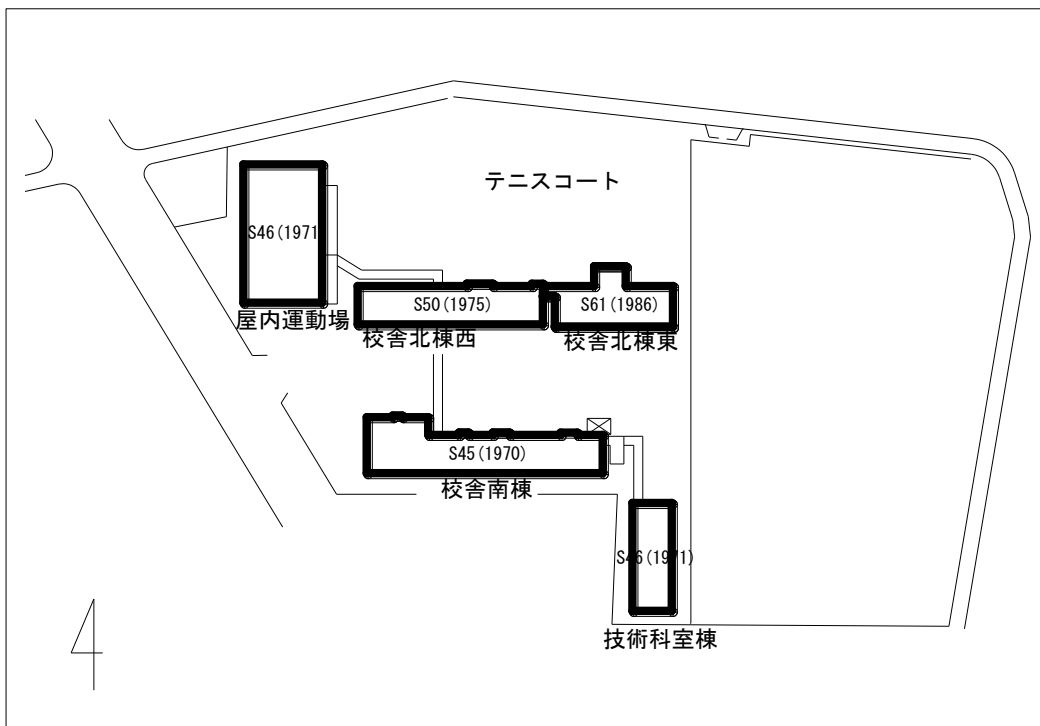 テニスコート
S46(1971
屋内運動場
S50(1975)
校舎北棟西
S61(1986)
校舎北棟東
S45(1970)
校舎南棟
S46(1971)
技術科室棟